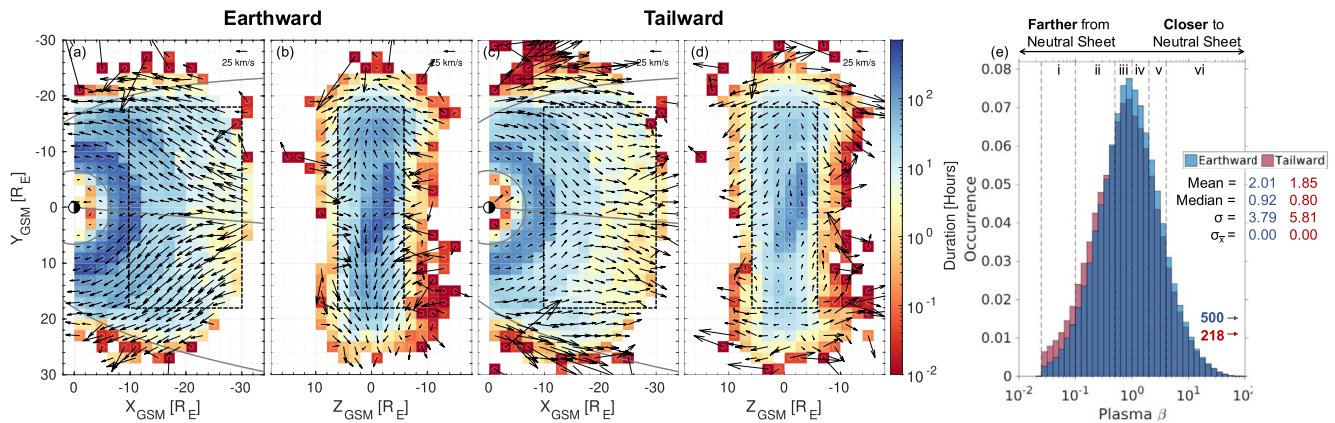 Earthward
Tailward
Farther from
Neutral Sheet
Closer to
Neutral Sheet
(a)
25 km/s
(b)
25 km/s
(c)
25 km/s
(d)
25 km/s
(e)
-30
-20
-10
0
10
20
30
Y_GSM [R_E]
0 -10 -20 -30
X_GSM [R_E]
10 0 -10
Z_GSM [R_E]
0 -10 -20 -30
X_GSM [R_E]
10 0 -10
Z_GSM [R_E]
10^2
10^1
10^0
10^-1
10^-2
Duration [Hours]
Occurrence
0.08
0.07
0.06
0.05
0.04
0.03
0.02
0.01
0
i ii iii iv v vi
Earthward Tailward
Mean = 2.01 1.85
Median = 0.92 0.80
σ = 3.79 5.81
σ_x̄ = 0.00 0.00
500 →
218 →
10^-2 10^-1 10^0 10^1 10^2
Plasma β